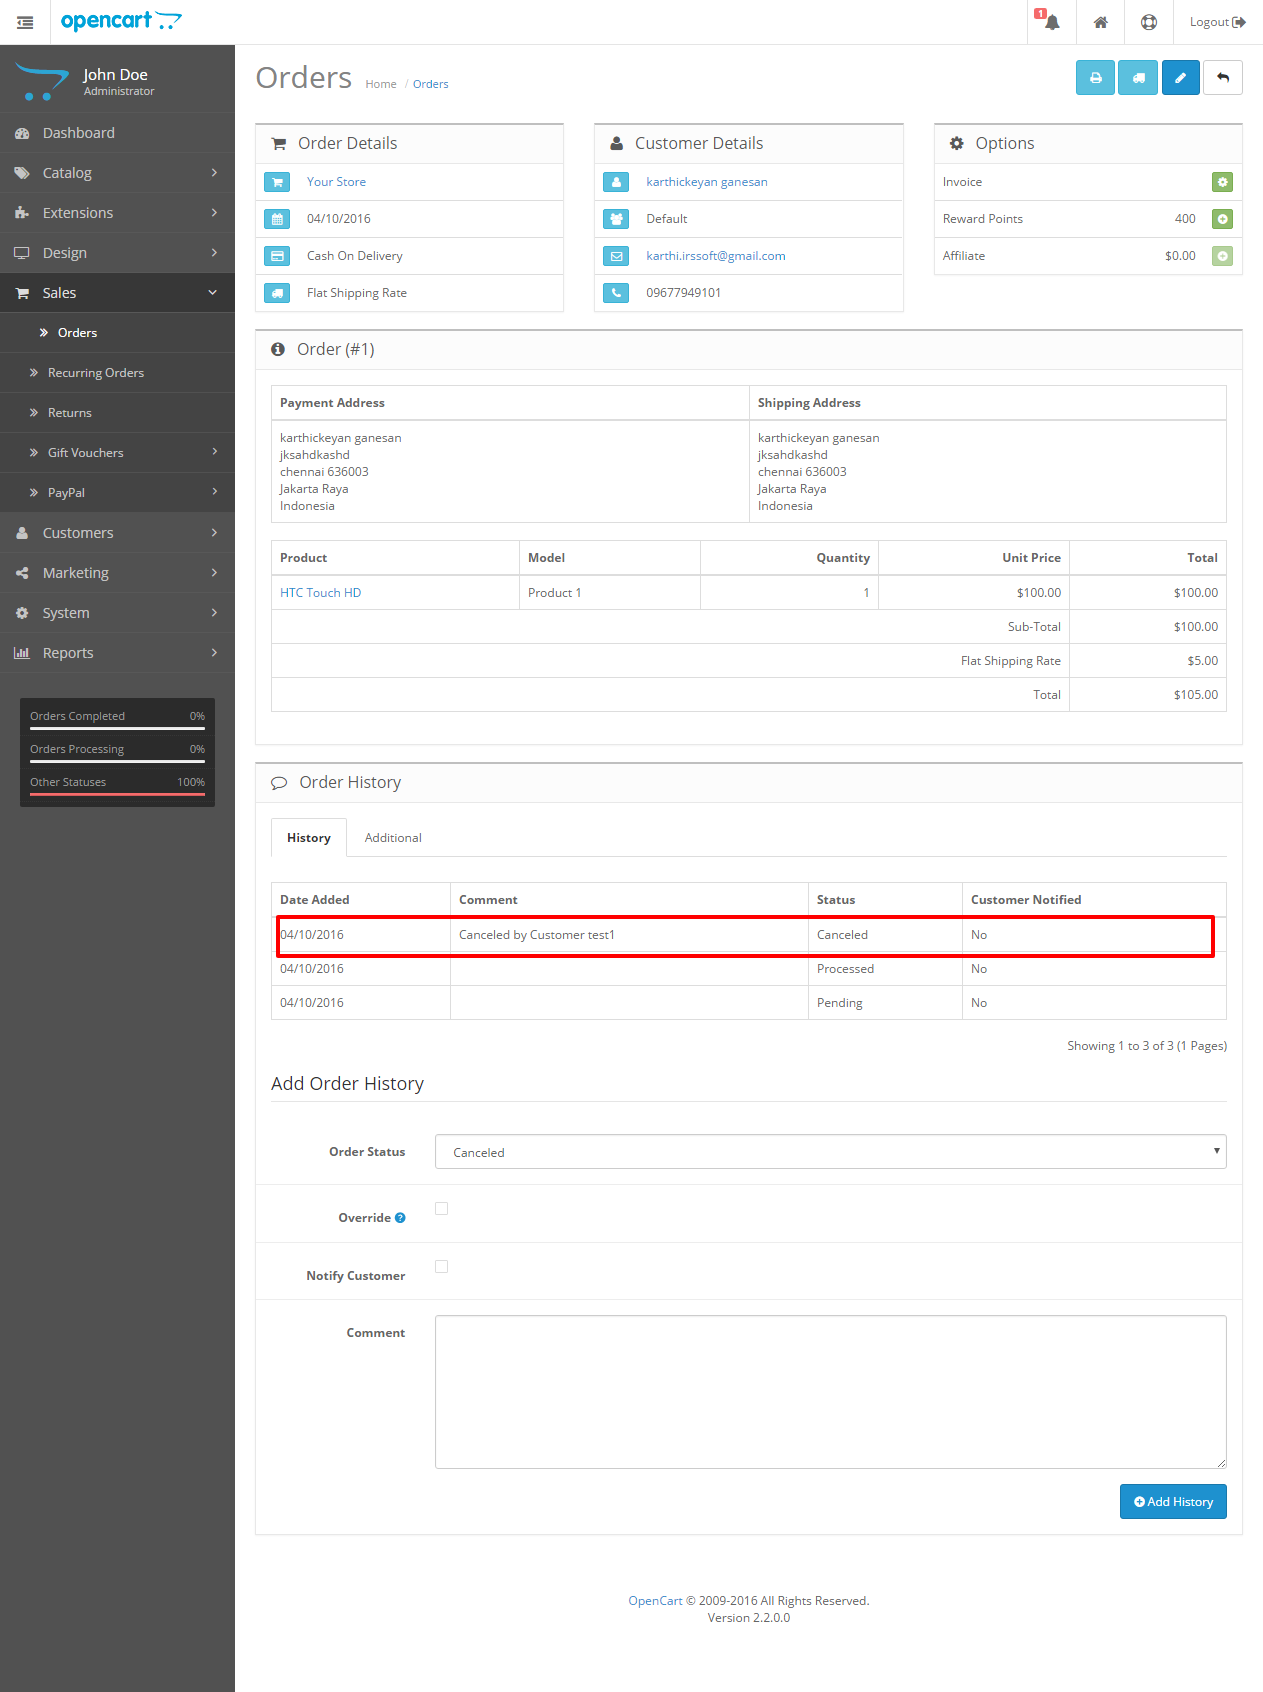 opencart
1
Logout
John Doe
Administrator
Dashboard
Catalog
Extensions
Design
Sales
Orders
Recurring Orders
Returns
Gift Vouchers
PayPal
Customers
Marketing
System
Reports
Orders Completed 0%
Orders Processing 0%
Other Statuses 100%
Orders Home / Orders
Order Details
Your Store
04/10/2016
Cash On Delivery
Flat Shipping Rate
Customer Details
karthickeyan ganesan
Default
karthi.irssoft@gmail.com
09677949101
Options
Invoice
Reward Points 400
Affiliate $0.00
Order (#1)
Payment Address Shipping Address
karthickeyan ganesan karthickeyan ganesan
jksahdkashd jksahdkashd
chennai 636003 chennai 636003
Jakarta Raya Jakarta Raya
Indonesia Indonesia
Product Model Quantity Unit Price Total
HTC Touch HD Product 1 1 $100.00 $100.00
Sub-Total $100.00
Flat Shipping Rate $5.00
Total $105.00
Order History
History Additional
Date Added Comment Status Customer Notified
04/10/2016 Canceled by Customer test1 Canceled No
04/10/2016 Processed No
04/10/2016 Pending No
Showing 1 to 3 of 3 (1 Pages)
Add Order History
Order Status Canceled
Override ?
Notify Customer
Comment
Add History
OpenCart © 2009-2016 All Rights Reserved.
Version 2.2.0.0